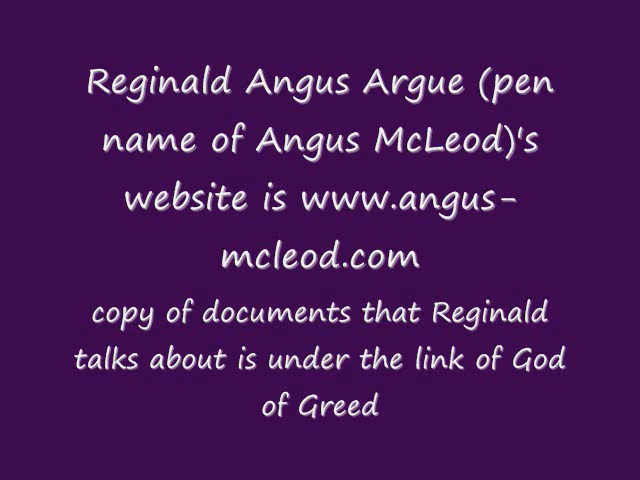 Reginald Angus Argue (pen
name of Angus McLeod)'s
website is www.angus-
mcleod.com
copy of documents that Reginald
talks about is under the link of God
of Greed